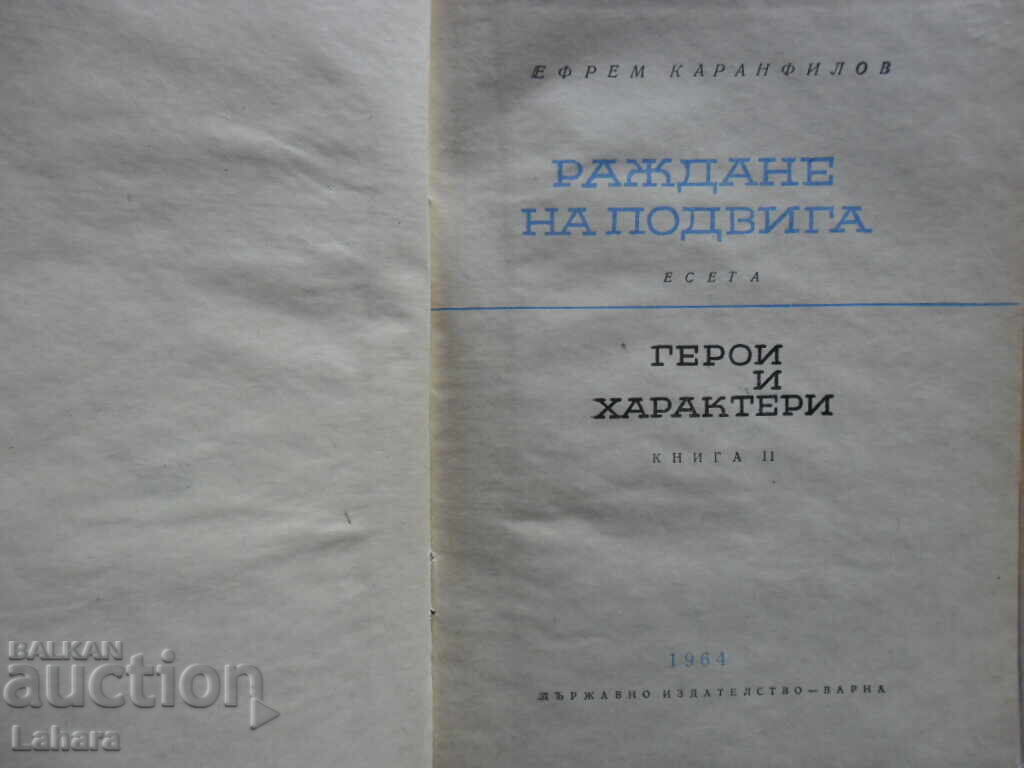 ЕФРЕМ КАРАНФИЛОВ
РАЖДАНЕ
НА ПОДВИГА
ЕСЕТА
ГЕРОИ
И
ХАРАКТЕРИ
КНИГА II
1964
ДЪРЖАВНО ИЗДАТЕЛСТВО—ВАРНА
BALKAN
auction
Lahara